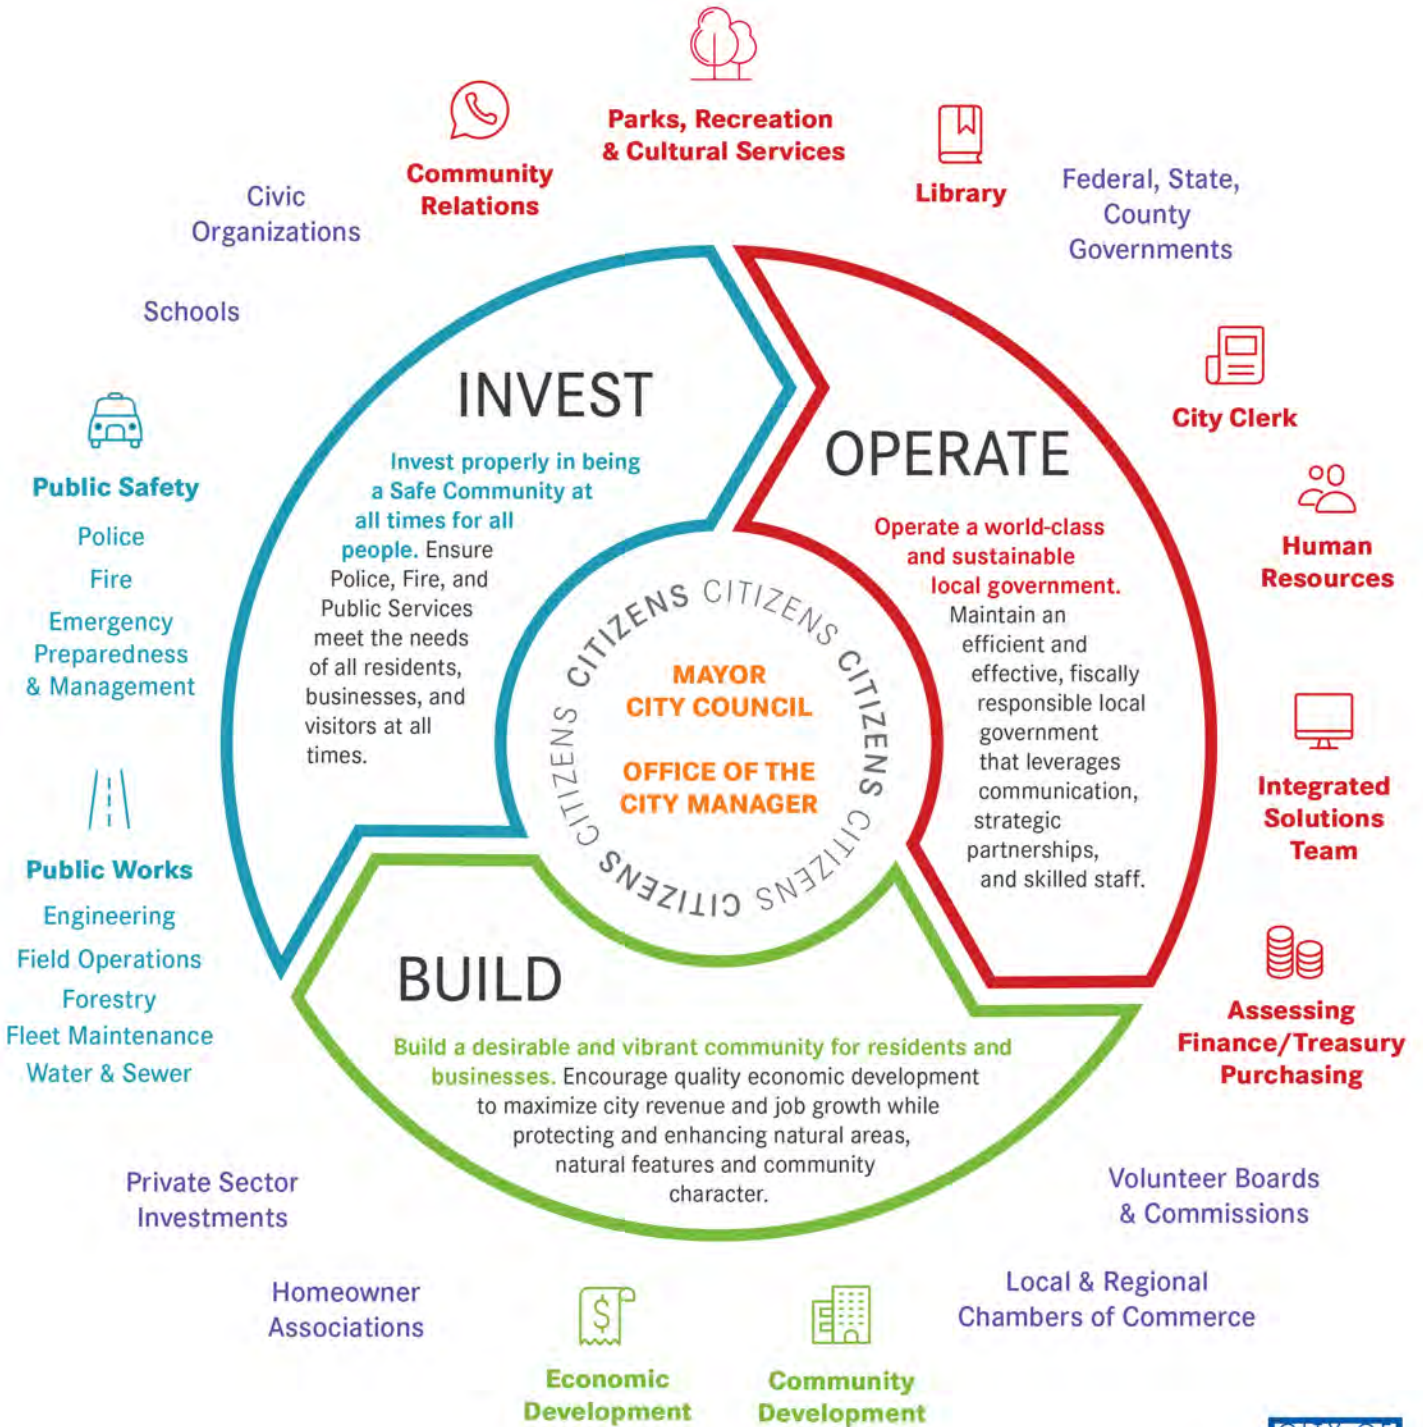 Parks, Recreation
& Cultural Services
Community
Relations
Library
Civic
Organizations
Federal, State,
County
Governments
Schools
City Clerk
Human
Resources
Integrated
Solutions
Team
Assessing
Finance/Treasury
Purchasing
Public Safety
Police
Fire
Emergency
Preparedness
& Management
Public Works
Engineering
Field Operations
Forestry
Fleet Maintenance
Water & Sewer
INVEST
Invest properly in being
a Safe Community at
all times for all
people. Ensure
Police, Fire, and
Public Services
meet the needs
of all residents,
businesses, and
visitors at all
times.
OPERATE
Operate a world-class
and sustainable
local government.
Maintain an
efficient and
effective, fiscally
responsible local
government
that leverages
communication,
strategic
partnerships,
and skilled staff.
CITIZENS CITIZENS CITIZENS CITIZENS CITIZENS CITIZENS
MAYOR
CITY COUNCIL
OFFICE OF THE
CITY MANAGER
BUILD
Build a desirable and vibrant community for residents and
businesses. Encourage quality economic development
to maximize city revenue and job growth while
protecting and enhancing natural areas,
natural features and community
character.
Private Sector
Investments
Homeowner
Associations
$
Economic
Development
Community
Development
Volunteer Boards
& Commissions
Local & Regional
Chambers of Commerce
CITY OF